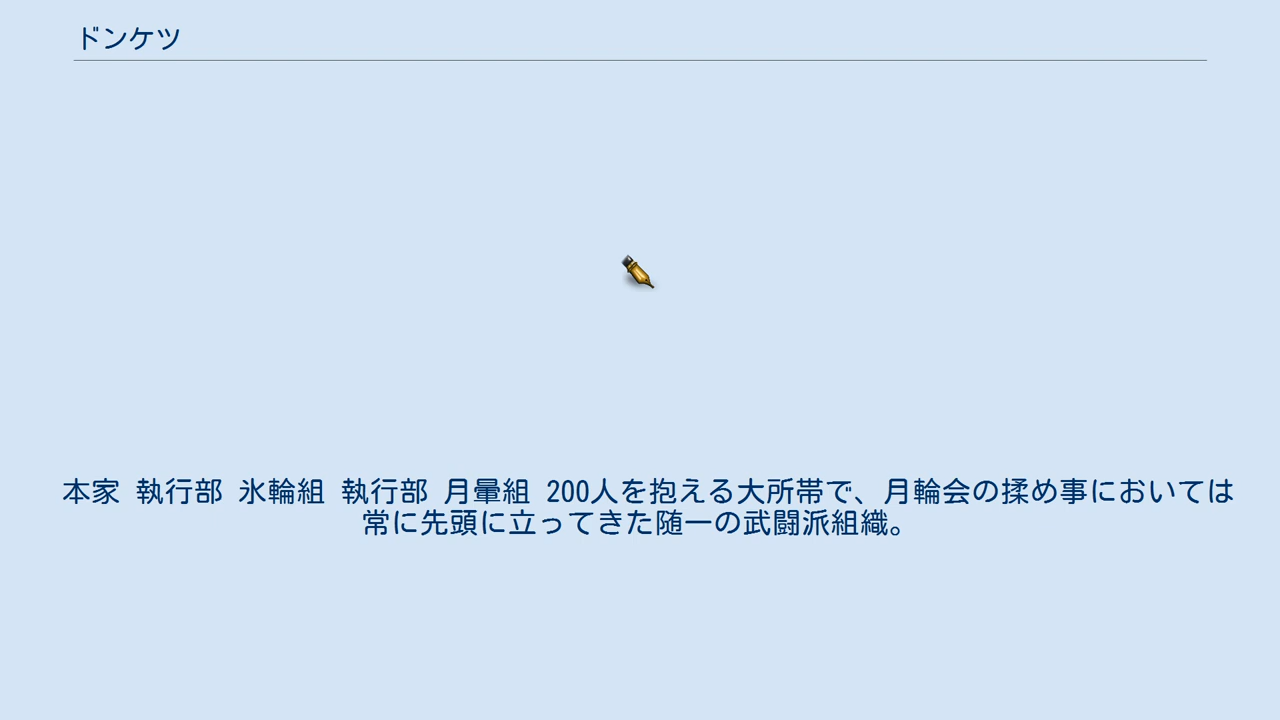 ドンケツ
本家 執行部 氷輪組 執行部 月暈組 200人を抱える大所帯で、月輪会の揉め事においては
常に先頭に立ってきた随一の武闘派組織。